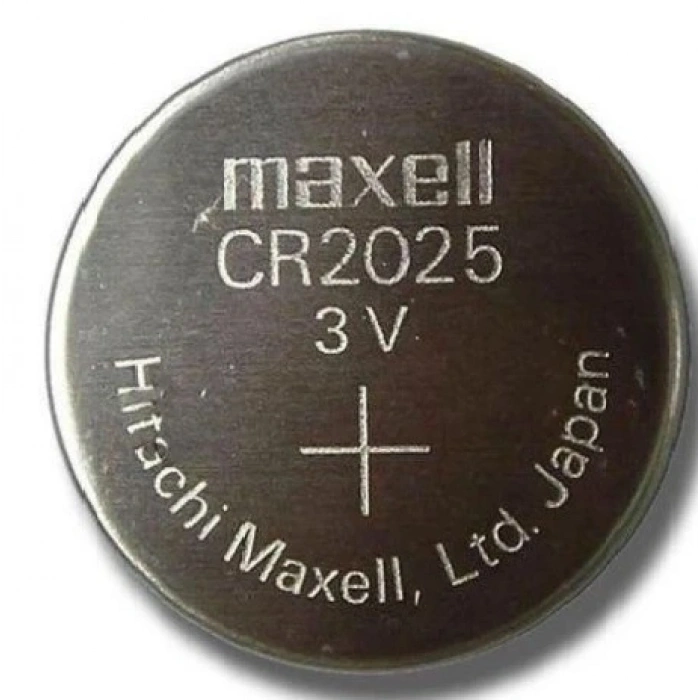 maxell
CR2025
3V
+
Hitachi Maxell, Ltd. Japan